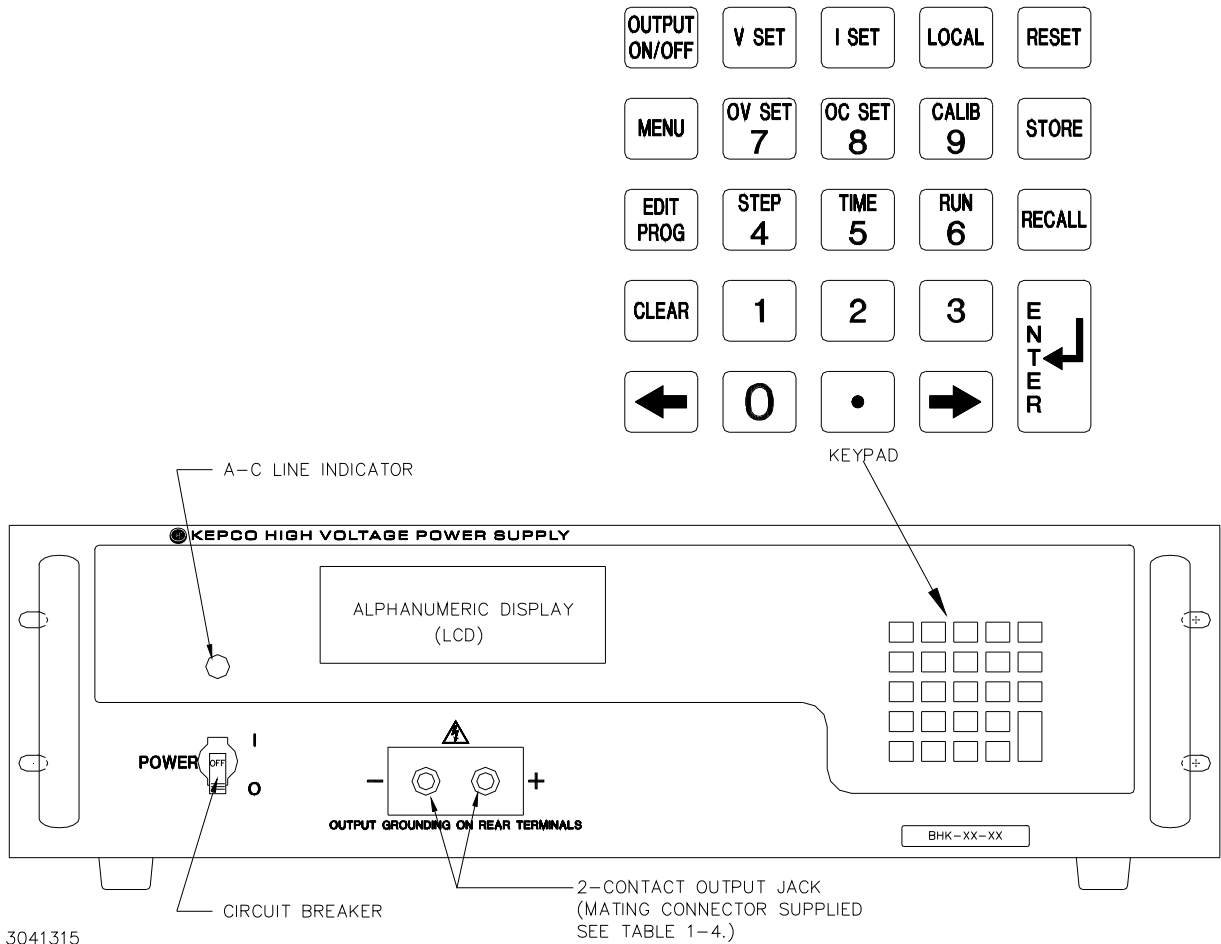 OUTPUT
ON/OFF
V SET
I SET
LOCAL
RESET
MENU
OV SET
7
OC SET
8
CALIB
9
STORE
EDIT
PROG
STEP
4
TIME
5
RUN
6
RECALL
CLEAR
1
2
3
ENTER
0
.
KEYPAD
A-C LINE INDICATOR
KEPCO HIGH VOLTAGE POWER SUPPLY
ALPHANUMERIC DISPLAY
(LCD)
POWER
OFF
I
O
- +
OUTPUT GROUNDING ON REAR TERMINALS
BHK-XX-XX
CIRCUIT BREAKER
2-CONTACT OUTPUT JACK
(MATING CONNECTOR SUPPLIED
SEE TABLE 1-4.)
3041315